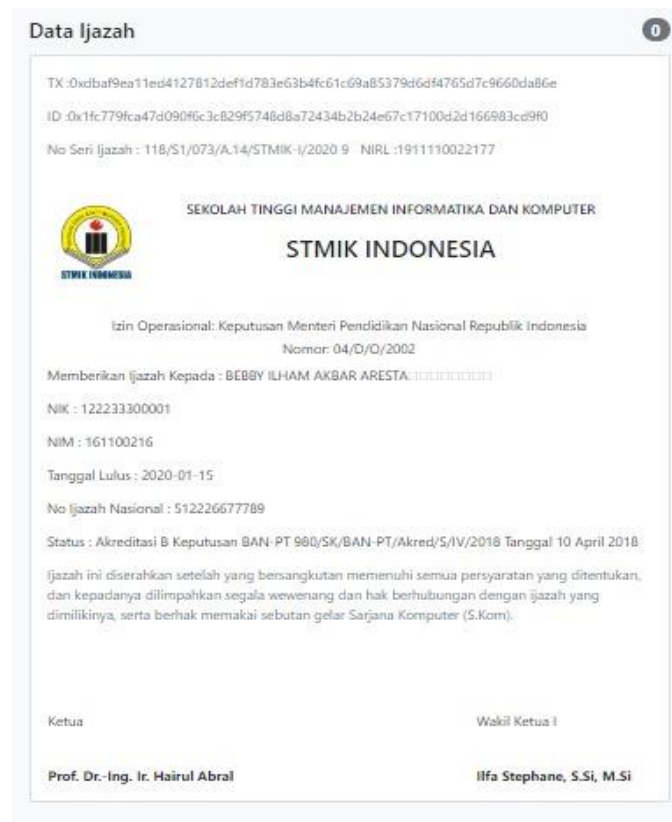 Data Ijazah
0
TX :0xdbaf9ea11ed4127812def1d783e63b4fc61c69a85379d6df4765d7c9660da86e
ID :0x1fc779fca47d090f6c3c829f5748d8a72434b2b24e67c17100d2d166983cd9f0
No Seri Ijazah : 118/S1/073/A.14/STMIK-I/2020 9 NIRL :1911110022177
SEKOLAH TINGGI MANAJEMEN INFORMATIKA DAN KOMPUTER
STMIK INDONESIA
STMIK INDONESIA
Izin Operasional: Keputusan Menteri Pendidikan Nasional Republik Indonesia
Nomor: 04/D/O/2002
Memberikan Ijazah Kepada : BEBBY ILHAM AKBAR ARESTA
NIK : 122233300001
NIM : 161100216
Tanggal Lulus : 2020-01-15
No Ijazah Nasional : 512226677789
Status : Akreditasi B Keputusan BAN-PT 980/SK/BAN-PT/Akred/S/IV/2018 Tanggal 10 April 2018
Ijazah ini diserahkan setelah yang bersangkutan memenuhi semua persyaratan yang ditentukan,
dan kepadanya dilimpahkan segala wewenang dan hak berhubungan dengan ijazah yang
dimilikinya, serta berhak memakai sebutan gelar Sarjana Komputer (S.Kom).
Ketua
Wakil Ketua I
Prof. Dr.-Ing. Ir. Hairul Abral
Ilfa Stephane, S.Si, M.Si